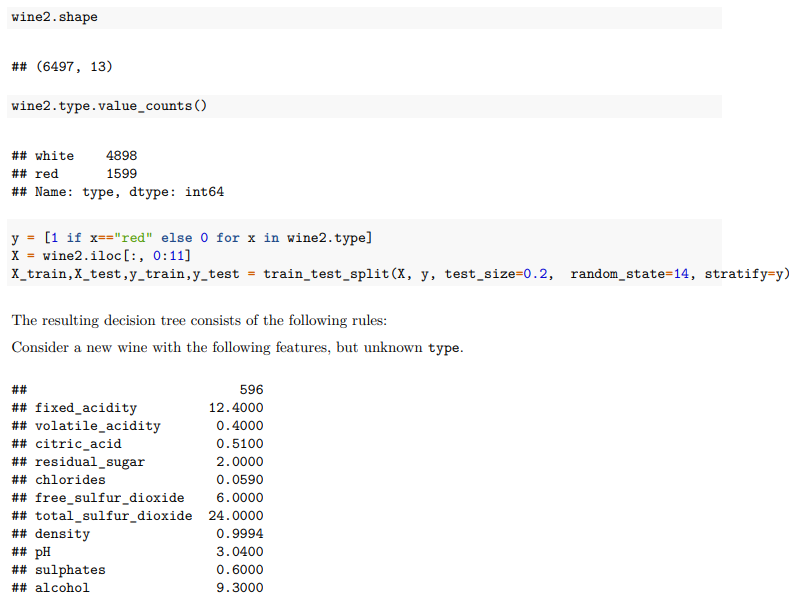 wine2.shape
## (6497, 13)
wine2.type.value_counts()
## white    4898
## red      1599
## Name: type, dtype: int64
y = [1 if x=="red" else 0 for x in wine2.type]
X = wine2.iloc[:, 0:11]
X_train,X_test,y_train,y_test = train_test_split(X, y, test_size=0.2,  random_state=14, stratify=y)
The resulting decision tree consists of the following rules:
Consider a new wine with the following features, but unknown type.
##                          596
## fixed_acidity         12.4000
## volatile_acidity       0.4000
## citric_acid            0.5100
## residual_sugar         2.0000
## chlorides              0.0590
## free_sulfur_dioxide    6.0000
## total_sulfur_dioxide  24.0000
## density                0.9994
## pH                     3.0400
## sulphates              0.6000
## alcohol                9.3000